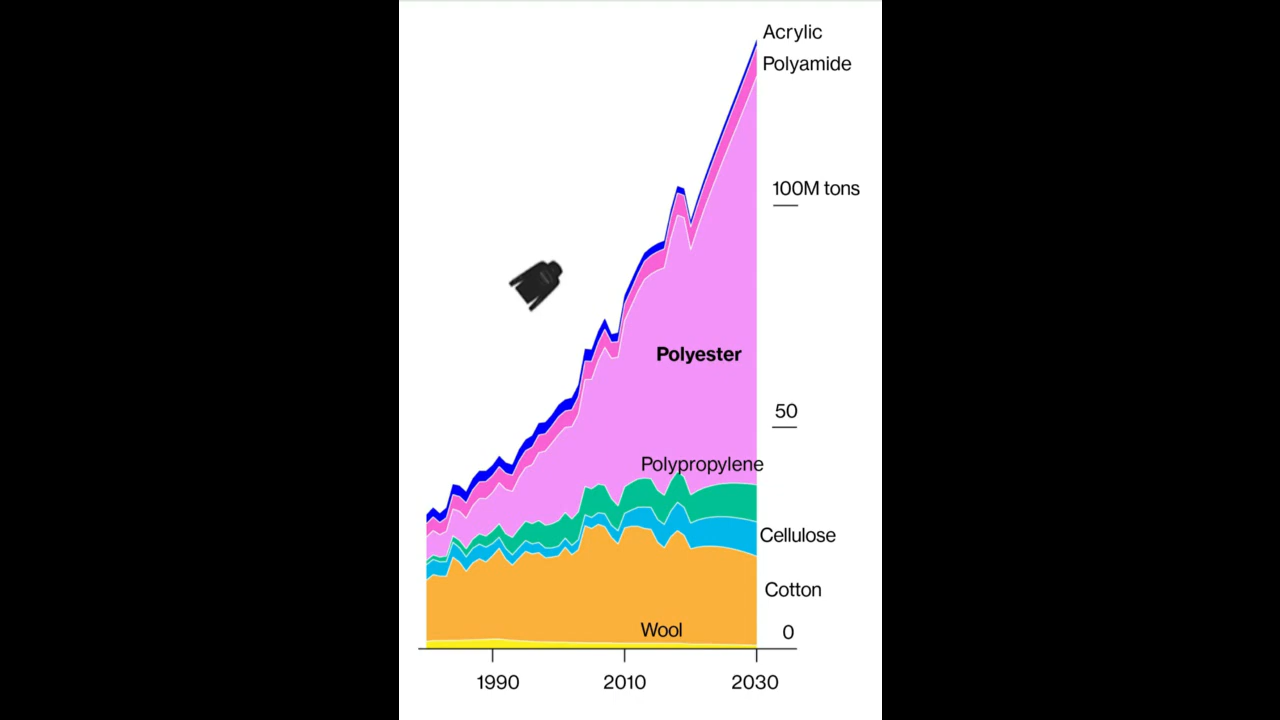 Acrylic
Polyamide
100M tons
Polyester
50
Polypropylene
Cellulose
Cotton
Wool
0
1990 2010 2030